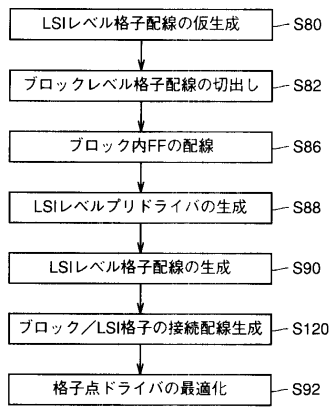 LSIレベル格子配線の仮生成 S80
ブロックレベル格子配線の切出し S82
ブロック内FFの配線 S86
LSIレベルプリドライバの生成 S88
LSIレベル格子配線の生成 S90
ブロック／LSI格子の接続配線生成 S120
格子点ドライバの最適化 S92